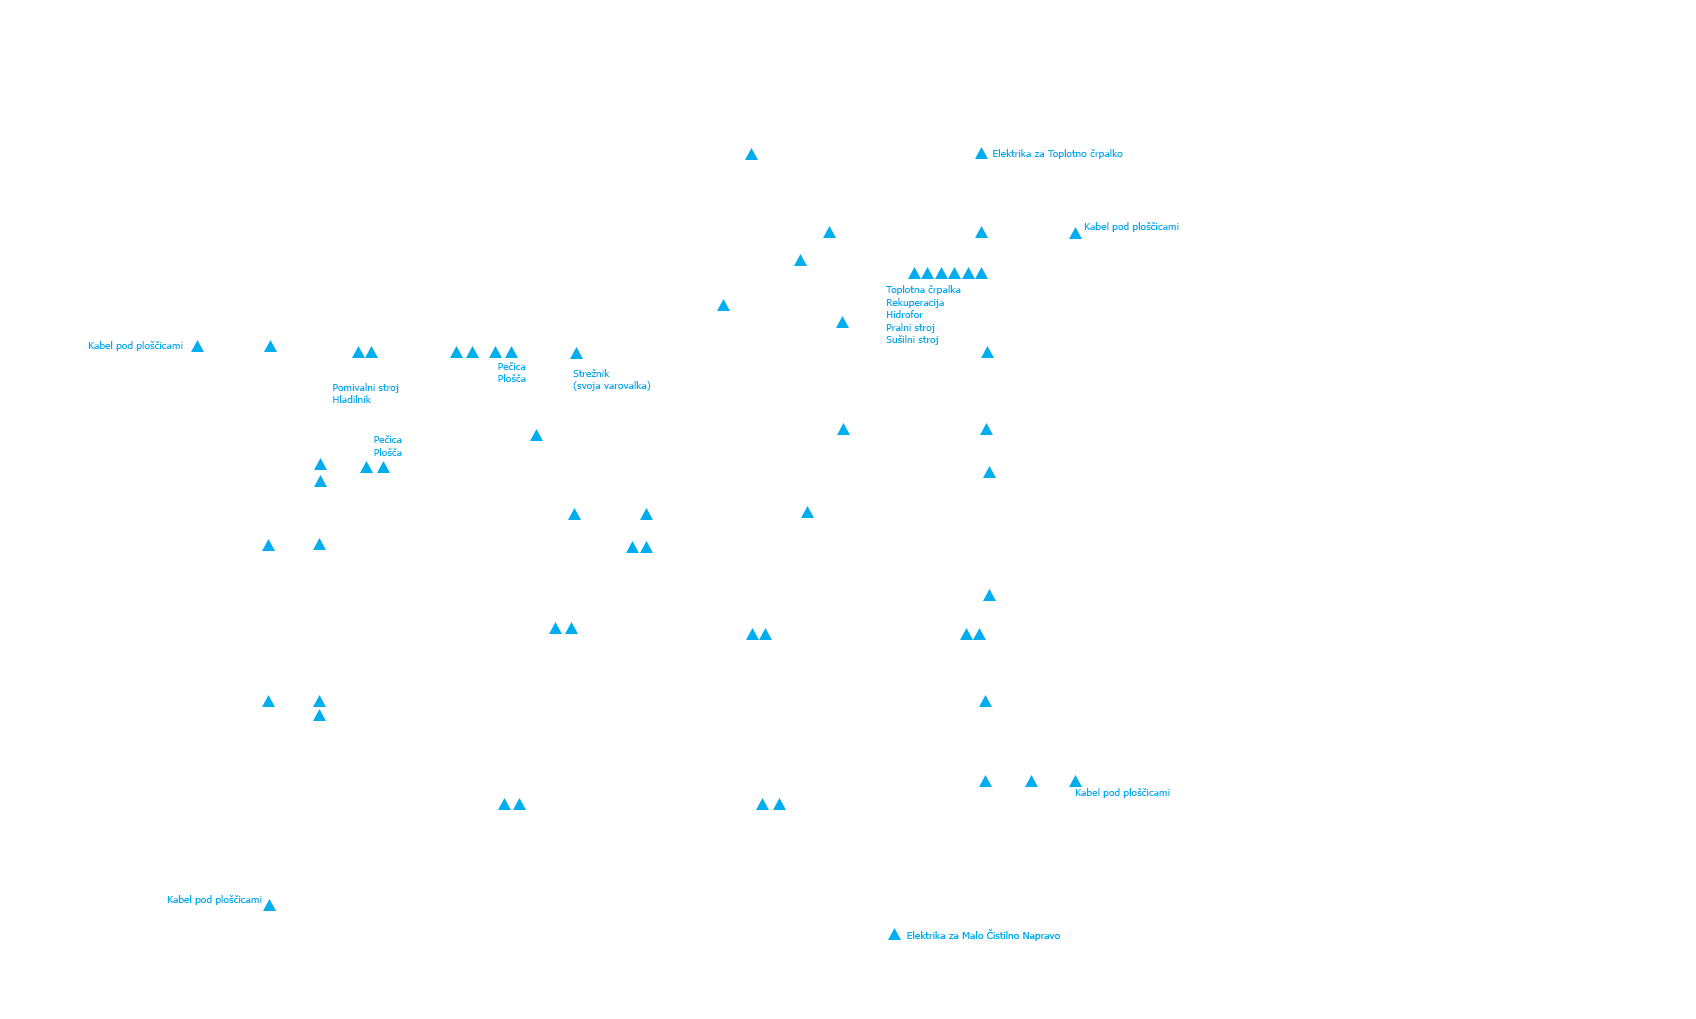 Elektrika za Toplotno črpalko
Kabel pod ploščicami
Toplotna črpalka
Rekuperacija
Hidrofor
Pralni stroj
Sušilni stroj
Kabel pod ploščicami
Pečica
Plošča
Strežnik
(svoja varovalka)
Pomivalni stroj
Hladilnik
Pečica
Plošča
Kabel pod ploščicami
Kabel pod ploščicami
Elektrika za Malo Čistilno Napravo